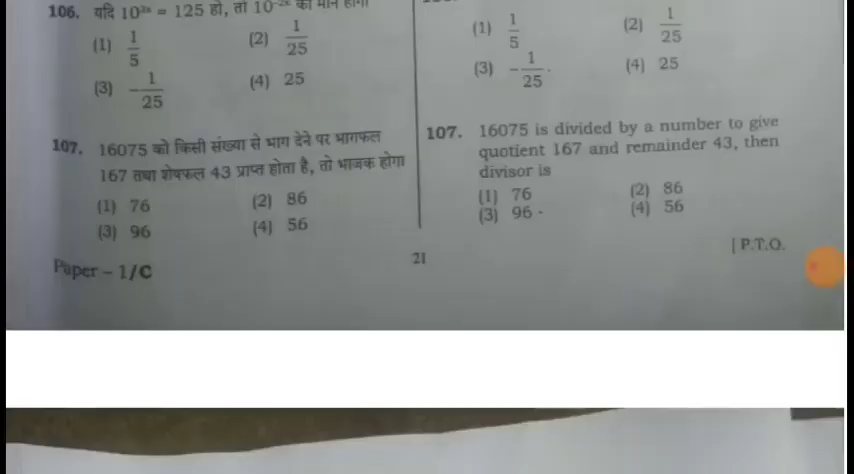 106. यदि 10³ˣ = 125 हो, तो 10⁻²ˣ का मान होगा
(1) 1/5 (2) 1/25
(3) -1/25 (4) 25
107. 16075 को किसी संख्या से भाग देने पर भागफल
167 तथा शेषफल 43 प्राप्त होता है, तो भाजक होगा
(1) 76 (2) 86
(3) 96 (4) 56
Paper - 1/C
(1) 1/5 (2) 1/25
(3) -1/25. (4) 25
107. 16075 is divided by a number to give
quotient 167 and remainder 43, then
divisor is
(1) 76 (2) 86
(3) 96 - (4) 56
21
[ P.T.O.